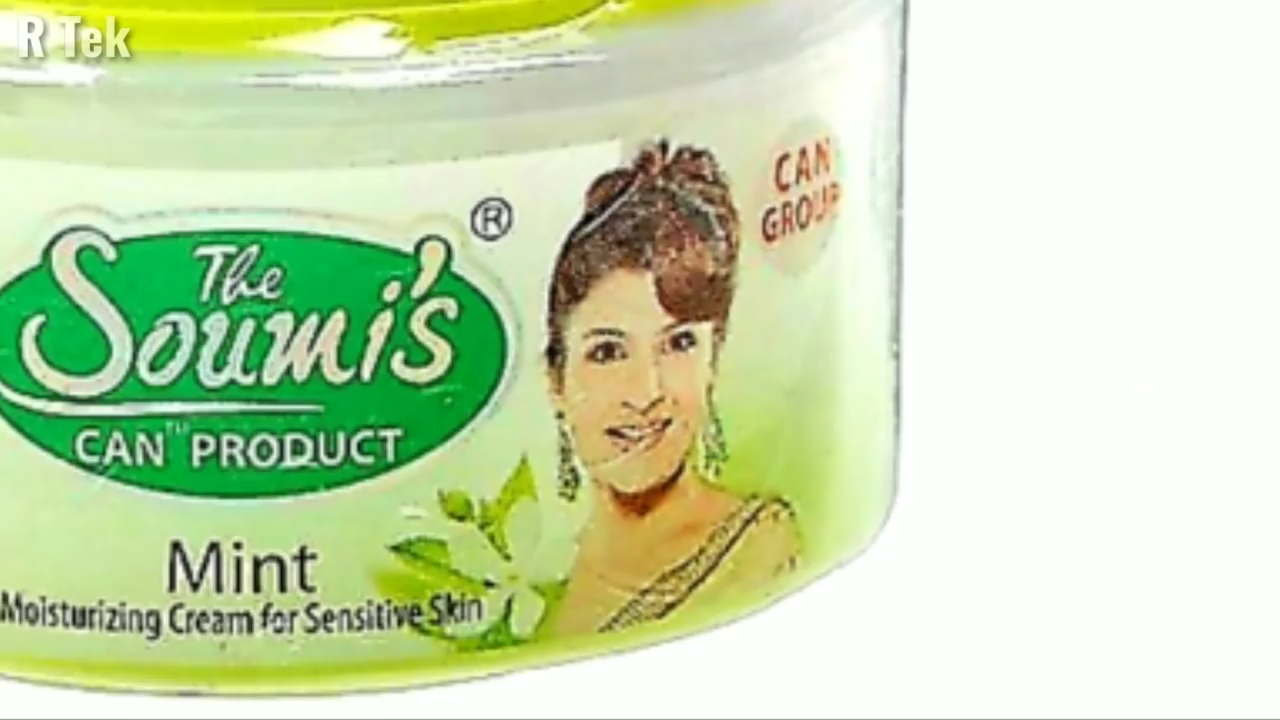 R Tek
CAN
GROUP
®
The
Soumi's
CAN™ PRODUCT
Mint
Moisturizing Cream for Sensitive Skin